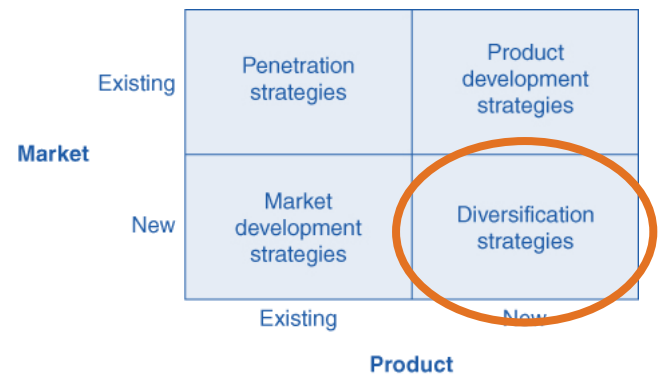 Penetration
strategies
Product
development
strategies
Existing
Market
New
Market
development
strategies
Diversification
strategies
Existing
New
Product